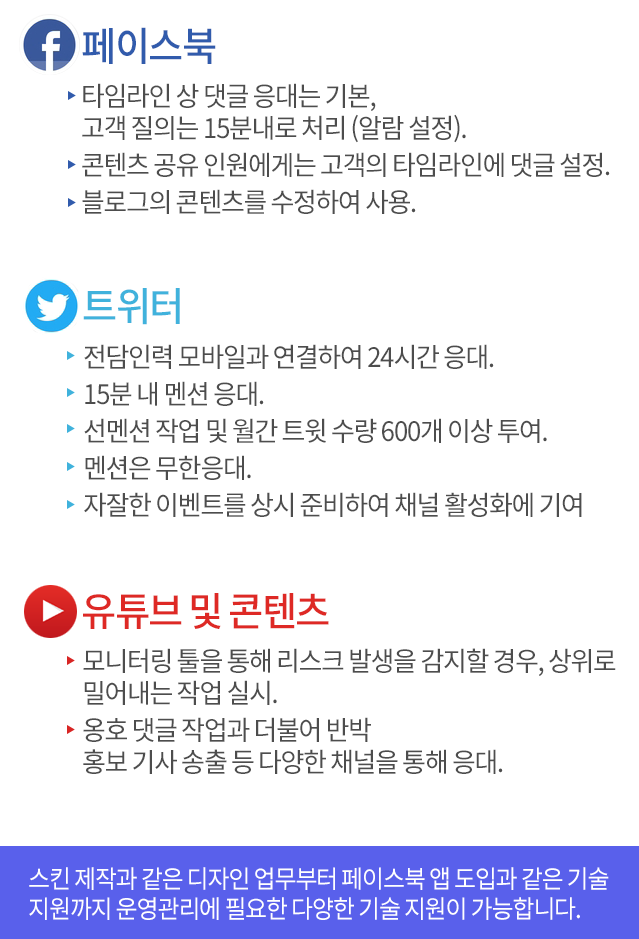 페이스북
타임라인 상 댓글 응대는 기본,
고객 질의는 15분내로 처리 (알람 설정).
콘텐츠 공유 인원에게는 고객의 타임라인에 댓글 설정.
블로그의 콘텐츠를 수정하여 사용.
트위터
전담인력 모바일과 연결하여 24시간 응대.
15분 내 멘션 응대.
선멘션 작업 및 월간 트윗 수량 600개 이상 투여.
멘션은 무한응대.
자잘한 이벤트를 상시 준비하여 채널 활성화에 기여
유튜브 및 콘텐츠
모니터링 툴을 통해 리스크 발생을 감지할 경우, 상위로
밀어내는 작업 실시.
옹호 댓글 작업과 더불어 반박
홍보 기사 송출 등 다양한 채널을 통해 응대.
스킨 제작과 같은 디자인 업무부터 페이스북 앱 도입과 같은 기술
지원까지 운영관리에 필요한 다양한 기술 지원이 가능합니다.